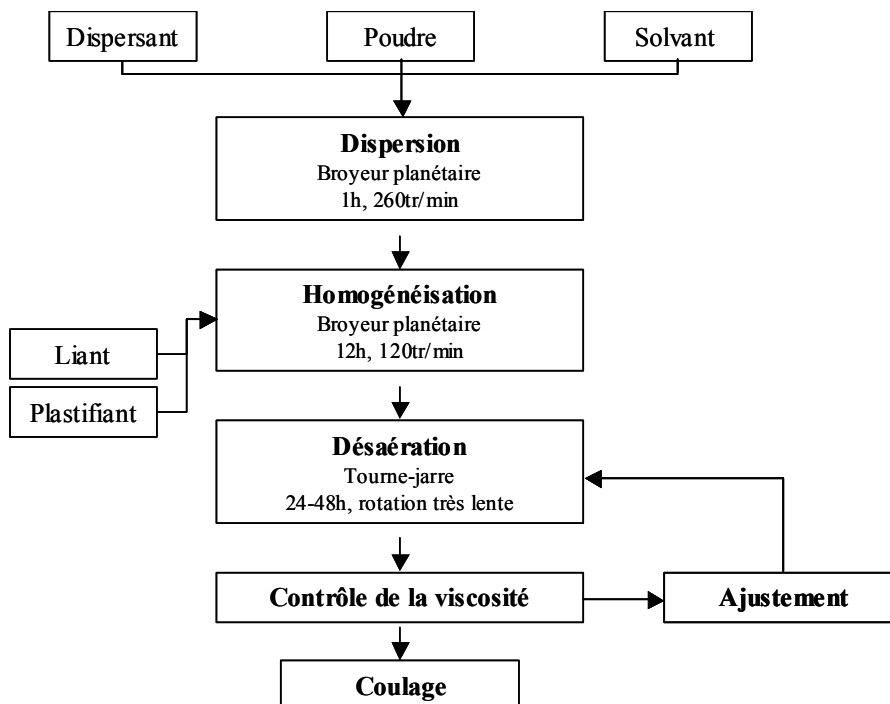 Dispersant
Poudre
Solvant
Dispersion
Broyeur planétaire
1h, 260tr/min
Homogénéisation
Broyeur planétaire
12h, 120tr/min
Liant
Plastifiant
Désaération
Tourne-jarre
24-48h, rotation très lente
Contrôle de la viscosité
Ajustement
Coulage